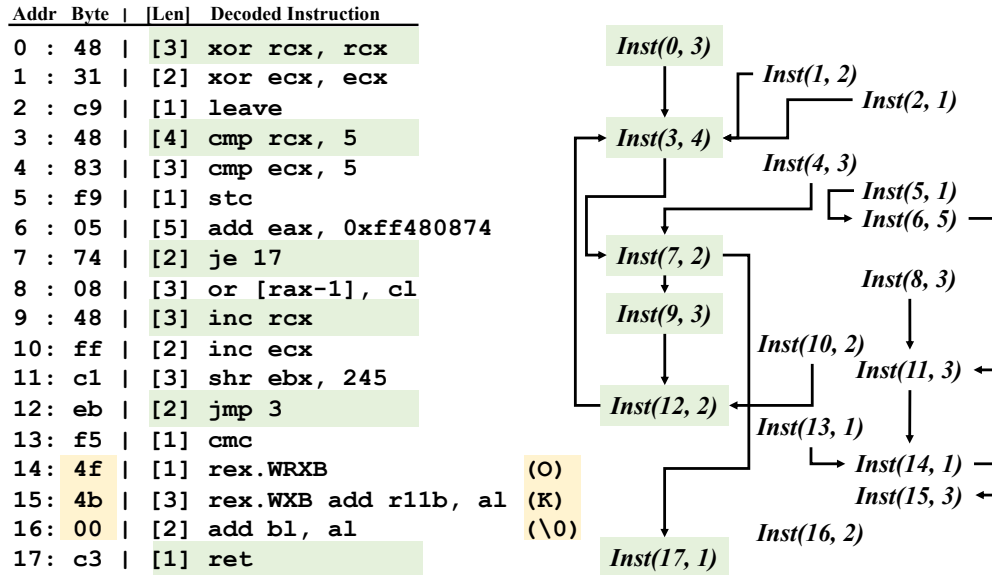 Addr Byte | [Len] Decoded Instruction
0 : 48 | [3] xor rcx, rcx
1 : 31 | [2] xor ecx, ecx
2 : c9 | [1] leave
3 : 48 | [4] cmp rcx, 5
4 : 83 | [3] cmp ecx, 5
5 : f9 | [1] stc
6 : 05 | [5] add eax, 0xff480874
7 : 74 | [2] je 17
8 : 08 | [3] or [rax-1], cl
9 : 48 | [3] inc rcx
10: ff | [2] inc ecx
11: c1 | [3] shr ebx, 245
12: eb | [2] jmp 3
13: f5 | [1] cmc
14: 4f | [1] rex.WRXB (O)
15: 4b | [3] rex.WXB add r11b, al (K)
16: 00 | [2] add bl, al (\0)
17: c3 | [1] ret
Inst(0, 3)
Inst(1, 2)
Inst(2, 1)
Inst(3, 4)
Inst(4, 3)
Inst(5, 1)
Inst(6, 5)
Inst(7, 2)
Inst(8, 3)
Inst(9, 3)
Inst(10, 2)
Inst(11, 3)
Inst(12, 2)
Inst(13, 1)
Inst(14, 1)
Inst(15, 3)
Inst(16, 2)
Inst(17, 1)